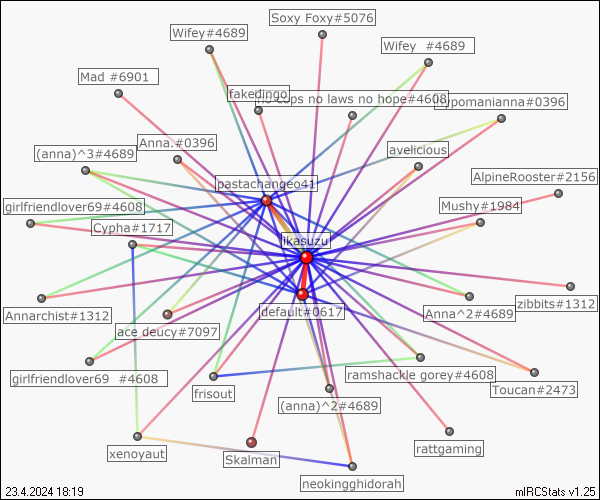 Soxy Foxy#5076
Wifey#4689
Wifey  #4689
Mad #6901
fakedingo
no cops no laws no hope#4608
hypomanianna#0396
Anna.#0396
(anna)^3#4689
avelicious
AlpineRooster#2156
pastachangeo41
girlfriendlover69#4608
Mushy#1984
Cypha#1717
ikasuzu
zibbits#1312
Annarchist#1312
default#0617
Anna^2#4689
ace deucy#7097
girlfriendlover69  #4608
ramshackle gorey#4608
Toucan#2473
frisout
(anna)^2#4689
xenoyaut
Skalman
rattgaming
neokingghidorah
23.4.2024 18:19
mIRCStats v1.25